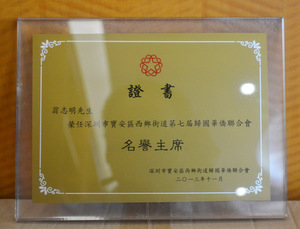 證書
翁志明先生
榮任深圳市寶安區西鄉街道第七屆歸國華僑聯合會
名譽主席
深圳市寶安區西鄉街道歸國華僑聯合會
二〇一二年十一月